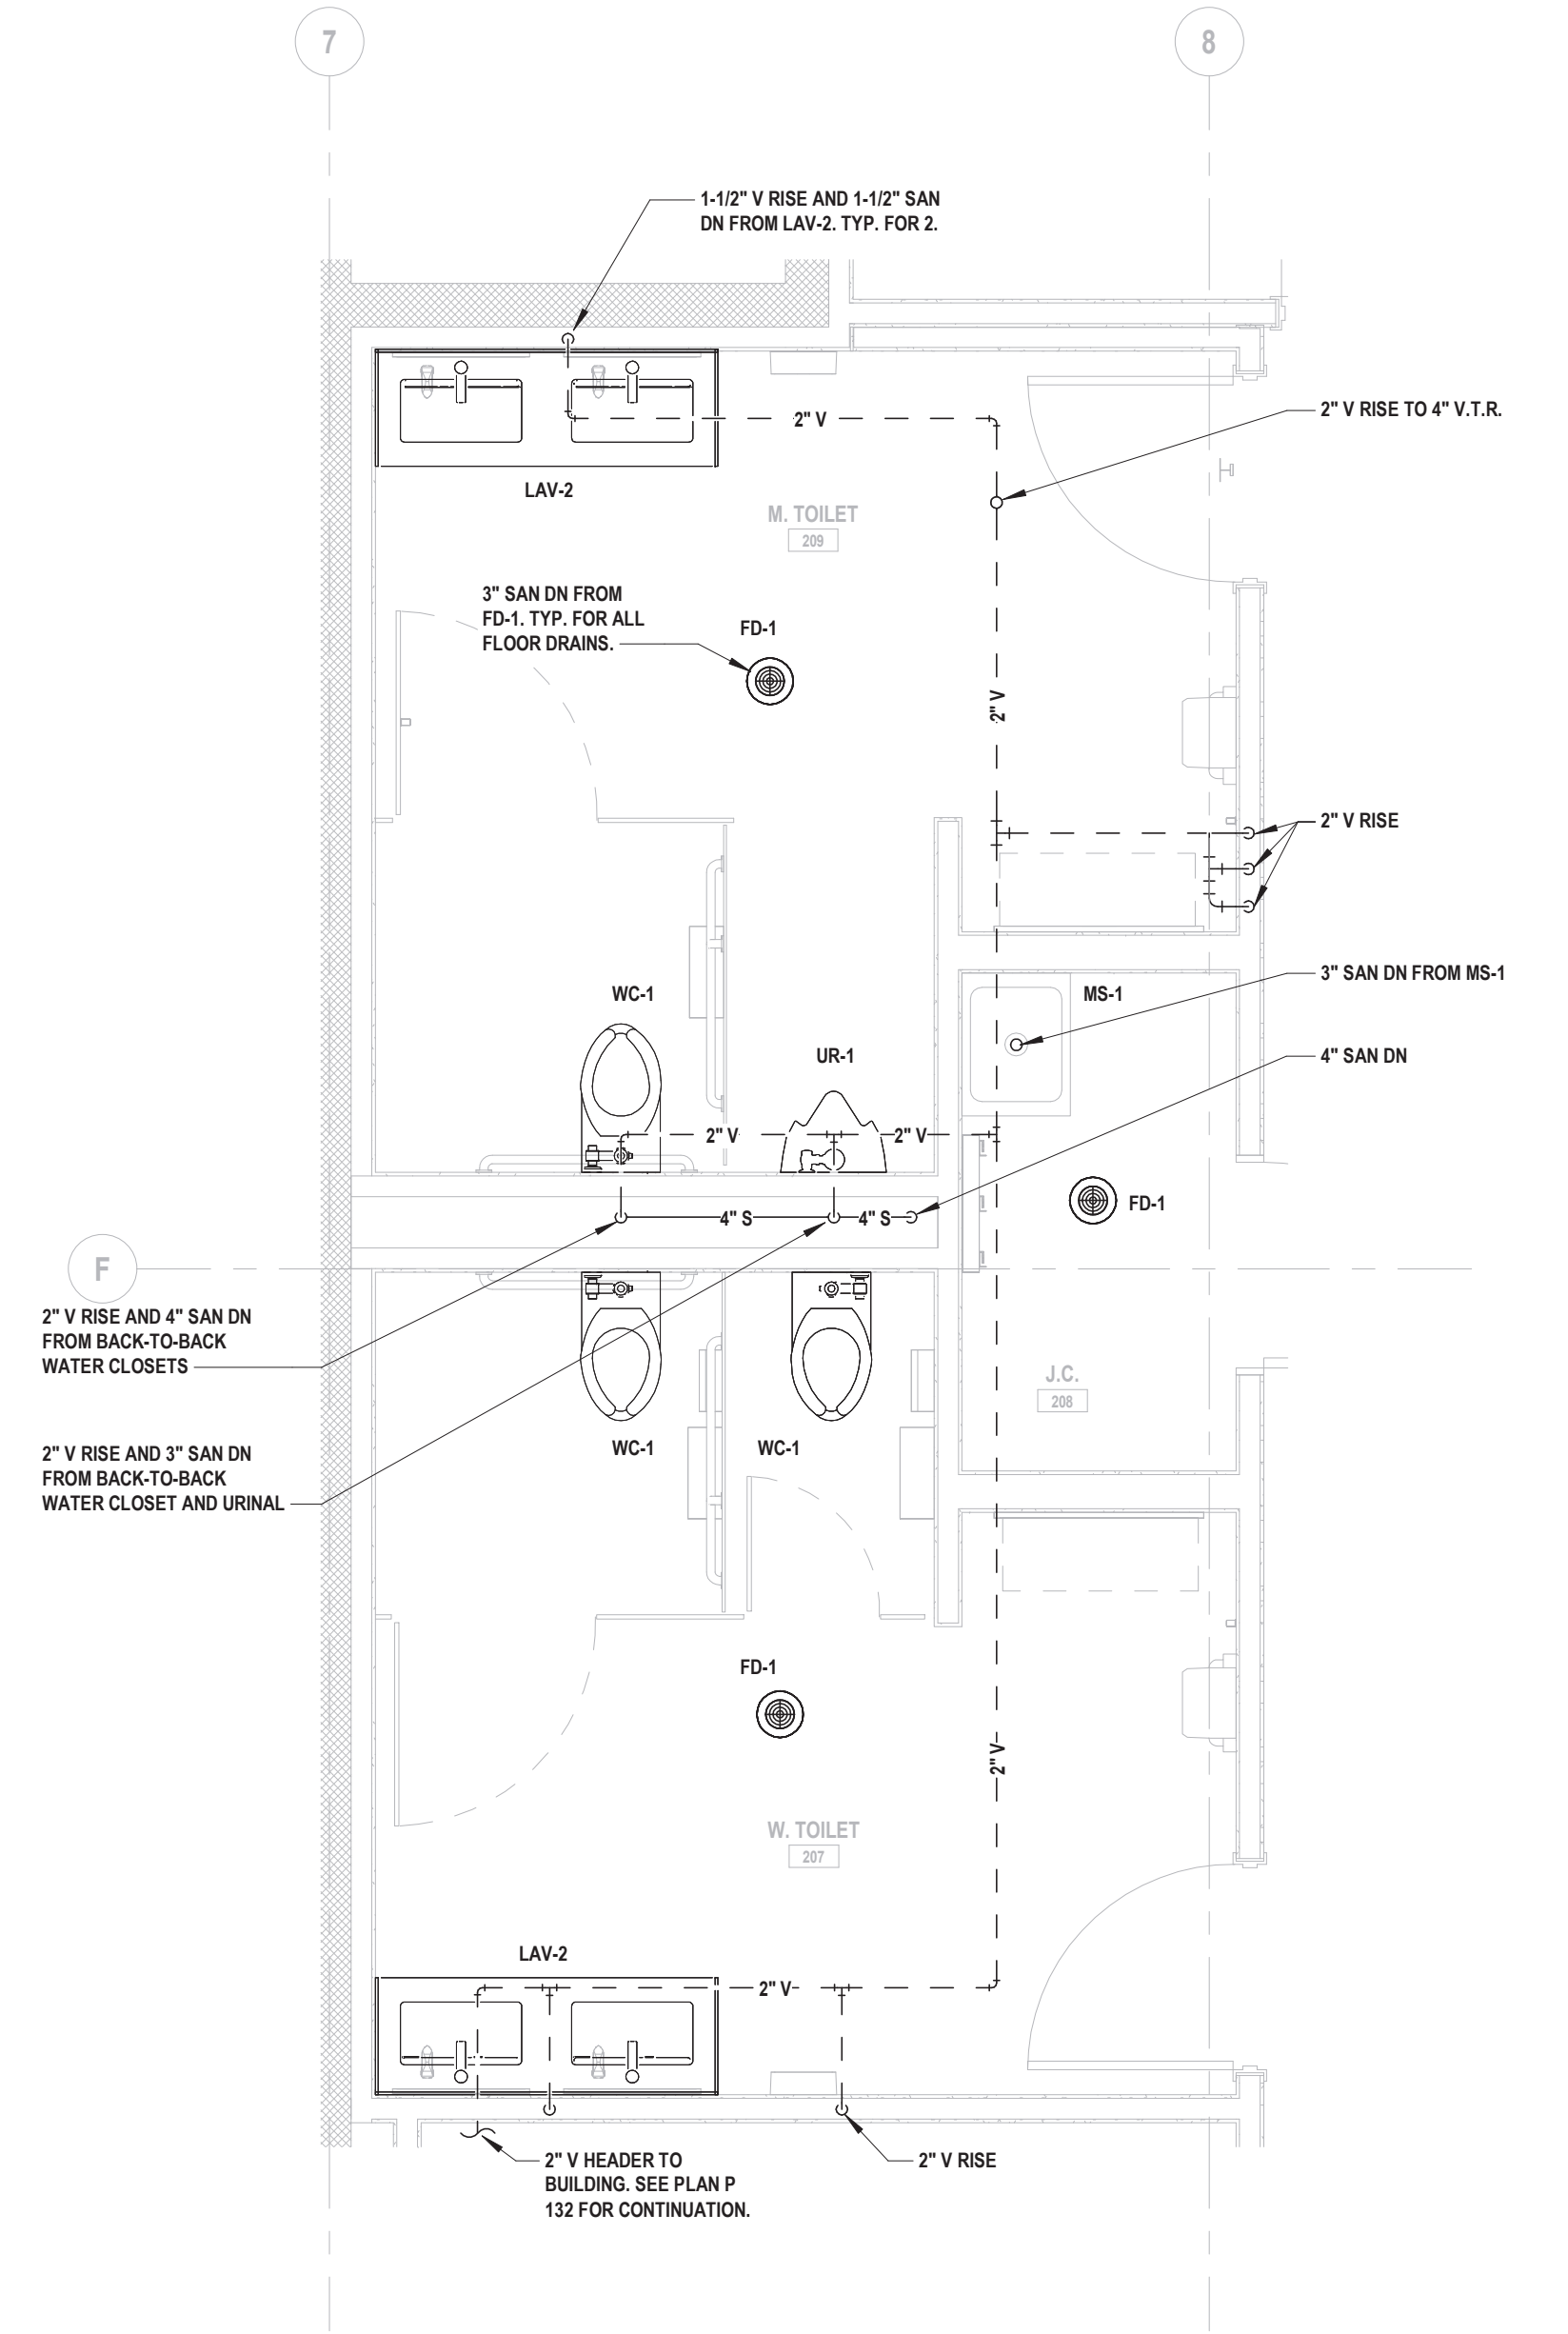 7
8
1-1/2" V RISE AND 1-1/2" SAN
DN FROM LAV-2. TYP. FOR 2.
2" V
2" V RISE TO 4" V.T.R.
LAV-2
M. TOILET
209
3" SAN DN FROM
FD-1. TYP. FOR ALL
FLOOR DRAINS.
FD-1
2" V
2" V RISE
3" SAN DN FROM MS-1
WC-1
MS-1
UR-1
4" SAN DN
2" V
2" V
FD-1
4" S
4" S
F
2" V RISE AND 4" SAN DN
FROM BACK-TO-BACK
WATER CLOSETS
J.C.
208
WC-1
WC-1
2" V RISE AND 3" SAN DN
FROM BACK-TO-BACK
WATER CLOSET AND URINAL
FD-1
2" V
W. TOILET
207
LAV-2
2" V
2" V HEADER TO
BUILDING. SEE PLAN P
132 FOR CONTINUATION.
2" V RISE